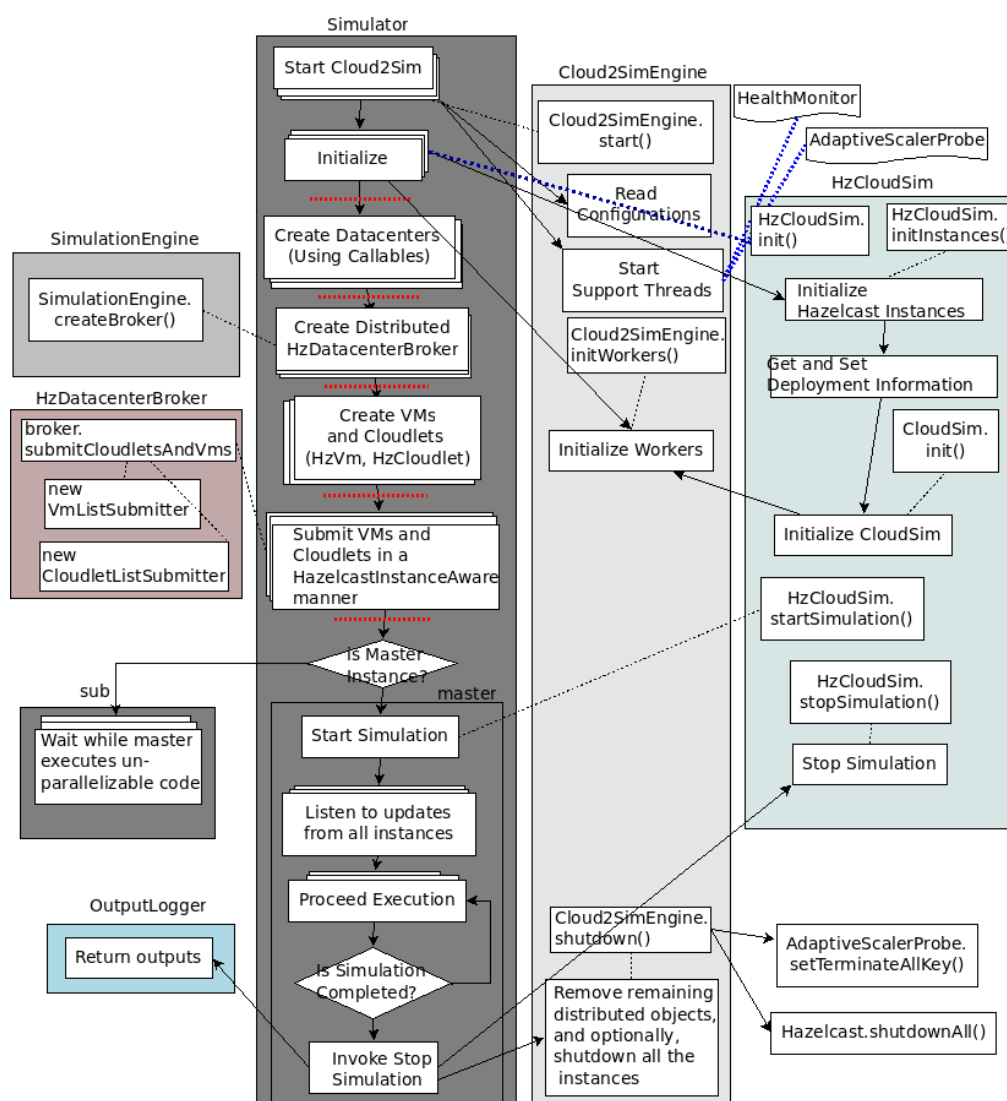 Simulator
Start Cloud2Sim
Initialize
Create Datacenters
(Using Callables)
Create Distributed
HzDatacenterBroker
Create VMs
and Cloudlets
(HzVm, HzCloudlet)
Submit VMs and
Cloudlets in a
HazelcastInstanceAware
manner
Is Master
Instance?
sub
master
Start Simulation
Listen to updates
from all instances
Proceed Execution
Is Simulation
Completed?
Invoke Stop
Simulation
SimulationEngine
SimulationEngine.
createBroker()
HzDatacenterBroker
broker.
submitCloudletsAndVms
new
VmListSubmitter
new
CloudletListSubmitter
Wait while master
executes un-
parallelizable code
OutputLogger
Return outputs
Cloud2SimEngine
Cloud2SimEngine.
start()
Read
Configurations
Start
Support Threads
Cloud2SimEngine.
initWorkers()
Initialize Workers
Cloud2SimEngine.
shutdown()
Remove remaining
distributed objects,
and optionally,
shutdown all the
instances
HealthMonitor
AdaptiveScalerProbe
HzCloudSim
HzCloudSim.
init()
HzCloudSim.
initInstances()
Initialize
Hazelcast Instances
Get and Set
Deployment Information
CloudSim.
init()
Initialize CloudSim
HzCloudSim.
startSimulation()
HzCloudSim.
stopSimulation()
Stop Simulation
AdaptiveScalerProbe.
setTerminateAllKey()
Hazelcast.shutdownAll()